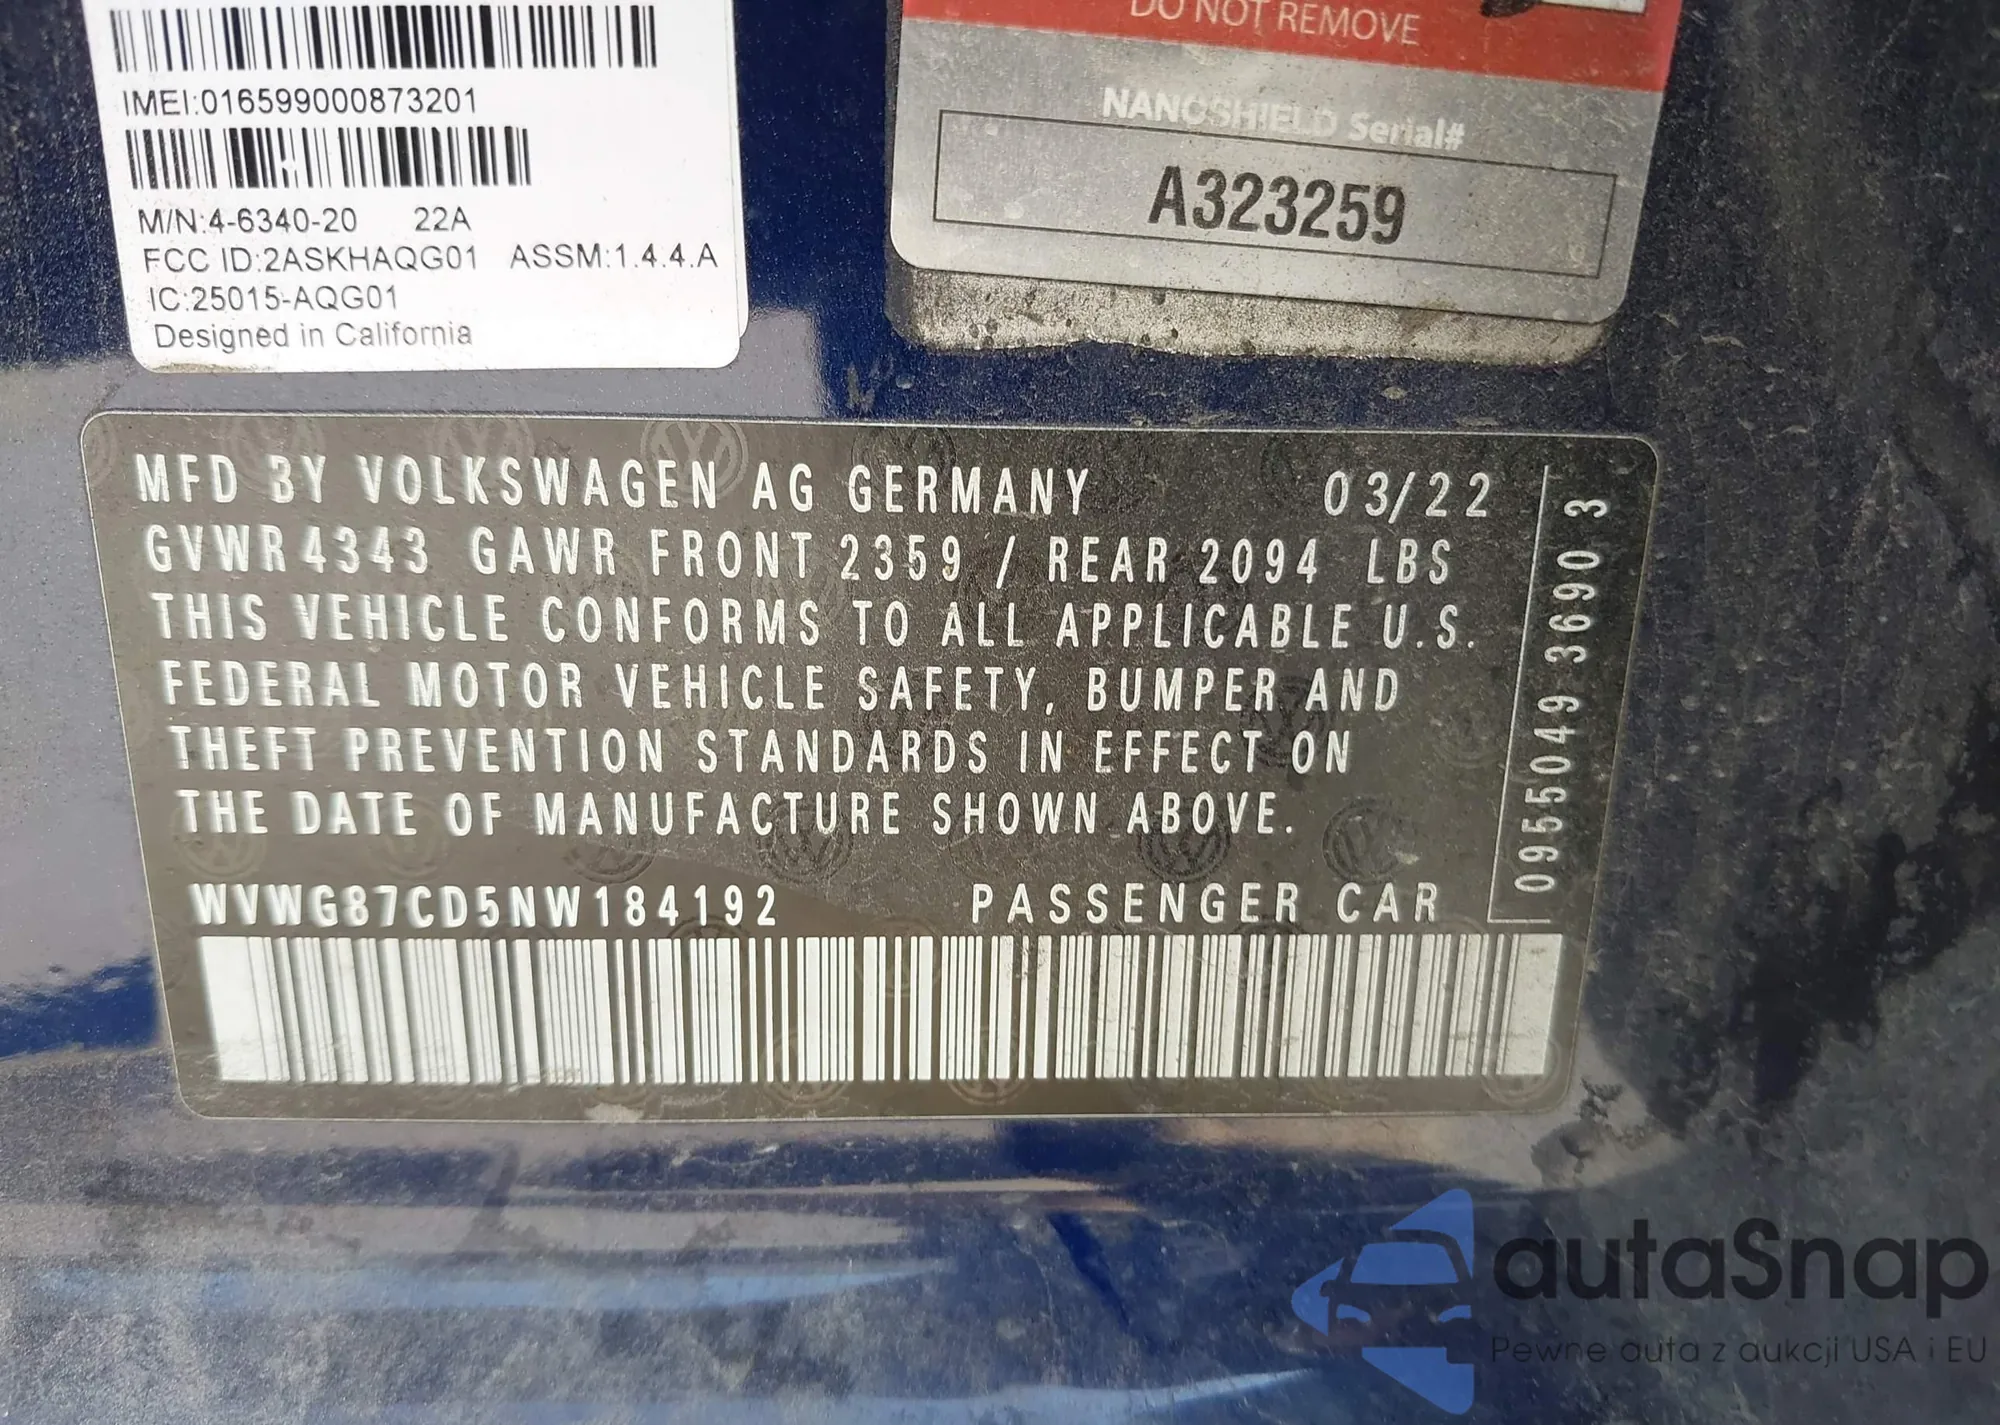 IMEI:016599000873201
M/N:4-6340-20 22A
FCC ID:2ASKHAQG01 ASSM:1.4.4.A
IC:25015-AQG01
Designed in California
DO NOT REMOVE
NANOSHIELD Serial#
A323259
MFD BY VOLKSWAGEN AG GERMANY 03/22
GVWR 4343 GAWR FRONT 2359 / REAR 2094 LBS
THIS VEHICLE CONFORMS TO ALL APPLICABLE U.S.
FEDERAL MOTOR VEHICLE SAFETY, BUMPER AND
THEFT PREVENTION STANDARDS IN EFFECT ON
THE DATE OF MANUFACTURE SHOWN ABOVE.
WVWG87CD5NW184192 PASSENGER CAR
0955049 3690 3
autaSnap
Pewne auta z aukcji USA i EU